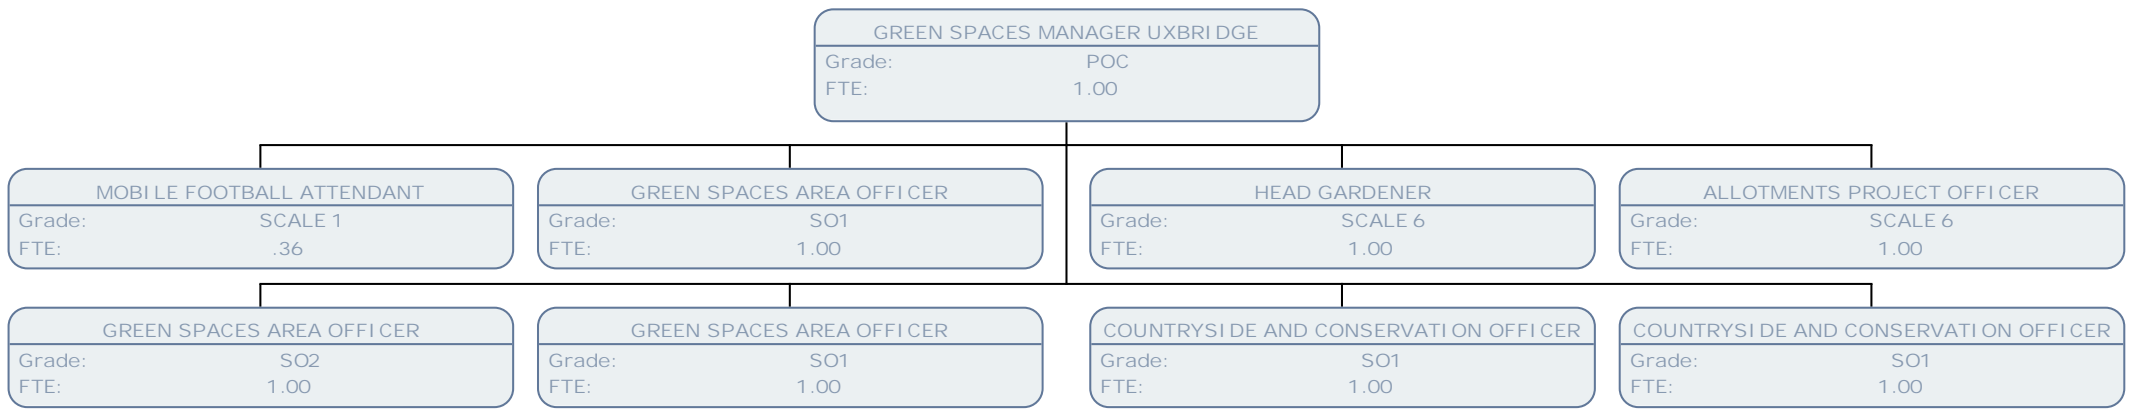 GREEN SPACES MANAGER UXBRIDGE
Grade: POC
FTE: 1.00
MOBILE FOOTBALL ATTENDANT
Grade: SCALE 1
FTE: .36
GREEN SPACES AREA OFFICER
Grade: SO1
FTE: 1.00
HEAD GARDENER
Grade: SCALE 6
FTE: 1.00
ALLOTMENTS PROJECT OFFICER
Grade: SCALE 6
FTE: 1.00
GREEN SPACES AREA OFFICER
Grade: SO2
FTE: 1.00
GREEN SPACES AREA OFFICER
Grade: SO1
FTE: 1.00
COUNTRYSIDE AND CONSERVATION OFFICER
Grade: SO1
FTE: 1.00
COUNTRYSIDE AND CONSERVATION OFFICER
Grade: SO1
FTE: 1.00